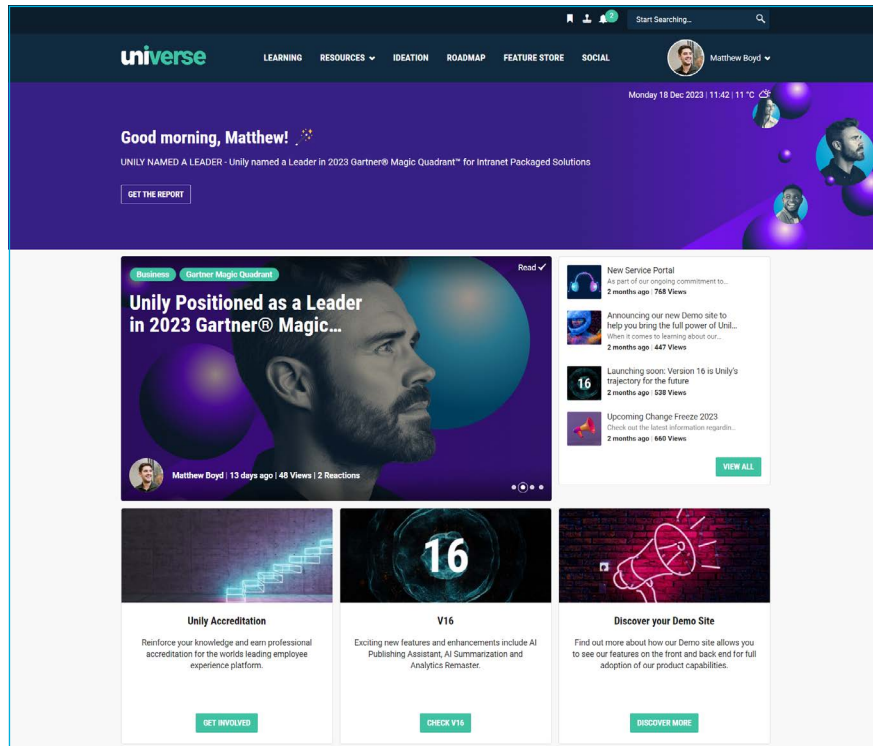 2
Start Searching...
universe
LEARNING
RESOURCES
IDEATION
ROADMAP
FEATURE STORE
SOCIAL
Matthew Boyd
Monday 18 Dec 2023 | 11:42 | 11 °C
Good morning, Matthew!
UNILY NAMED A LEADER - Unily named a Leader in 2023 Gartner® Magic Quadrant™ for Intranet Packaged Solutions
GET THE REPORT
Business
Gartner Magic Quadrant
Read
Unily Positioned as a Leader
in 2023 Gartner® Magic...
Matthew Boyd | 13 days ago | 48 Views | 2 Reactions
New Service Portal
As part of our ongoing commitment to...
2 months ago | 768 Views
Announcing our new Demo site to
help you bring the full power of Unil...
When it comes to learning about our...
2 months ago | 447 Views
16
Launching soon: Version 16 is Unily's
trajectory for the future
2 months ago | 538 Views
Upcoming Change Freeze 2023
Check out the latest information regardin...
2 months ago | 660 Views
VIEW ALL
Unily Accreditation
Reinforce your knowledge and earn professional
accreditation for the worlds leading employee
experience platform.
GET INVOLVED
16
V16
Exciting new features and enhancements include AI
Publishing Assistant, AI Summarization and
Analytics Remaster.
CHECK V16
Discover your Demo Site
Find out more about how our Demo site allows you
to see our features on the front and back end for full
adoption of our product capabilities.
DISCOVER MORE